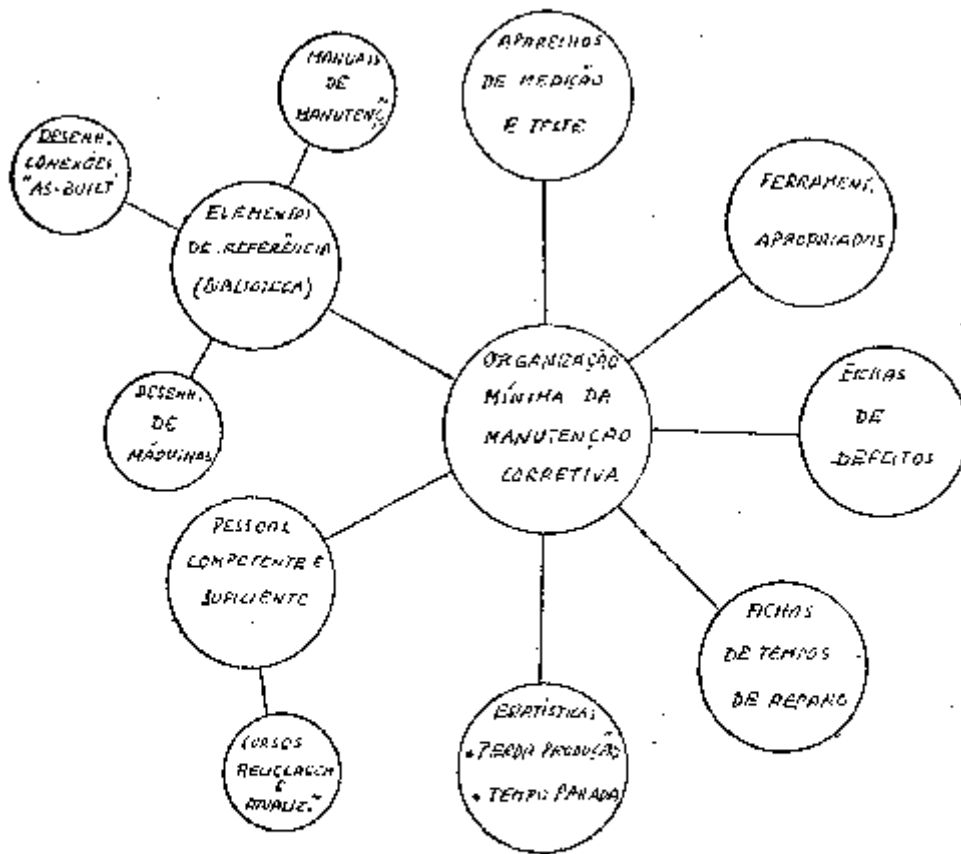 MANUAIS
DE
MANUTENÇ.
APARELHOS
DE MEDIÇÃO
E TESTE
DESENH.
CONEXÕES
"AS-BUILT"
ELEMENTOS
DE REFERÊNCIA
(BIBLIOTECA)
FERRAMENT.
APROPRIADAS
DESENH.
DE
MÁQUINAS
ORGANIZAÇÃO
MÍNIMA DA
MANUTENÇÃO
CORRETIVA
FICHAS
DE
DEFEITOS
PESSOAL
COMPETENTE E
SUFICIENTE
FICHAS
DE TEMPOS
DE REPARO
CURSOS
RECICLAGEM
E
ATUALIZ.
ESTATÍSTICAS
• PERDA PRODUÇÃO
• TEMPO PARADA